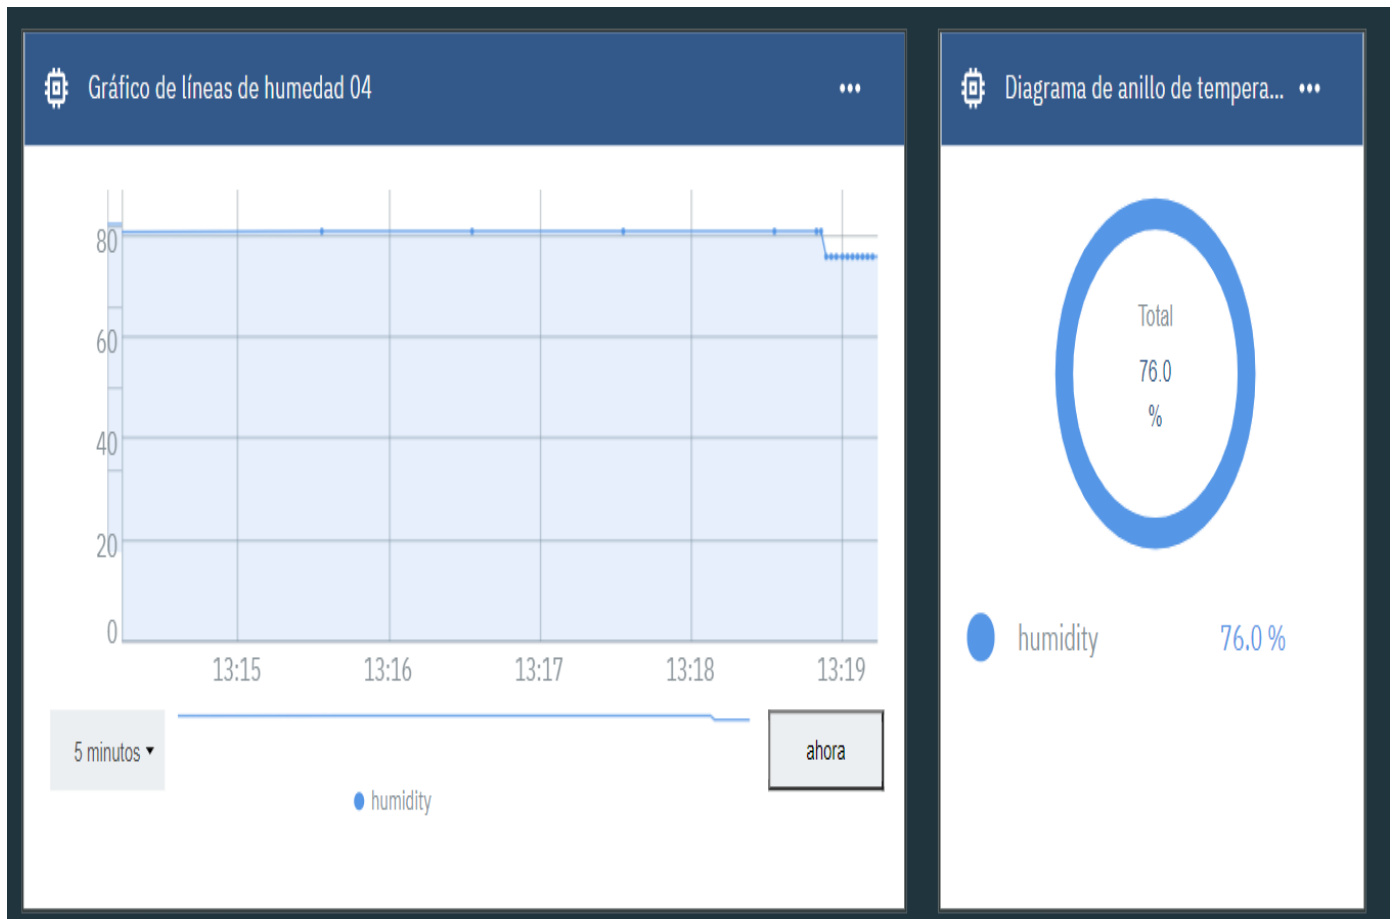 Gráfico de líneas de humedad 04
80
60
40
20
0
13:15 13:16 13:17 13:18 13:19
5 minutos
ahora
humidity
Diagrama de anillo de tempera...
Total
76.0
%
humidity 76.0 %